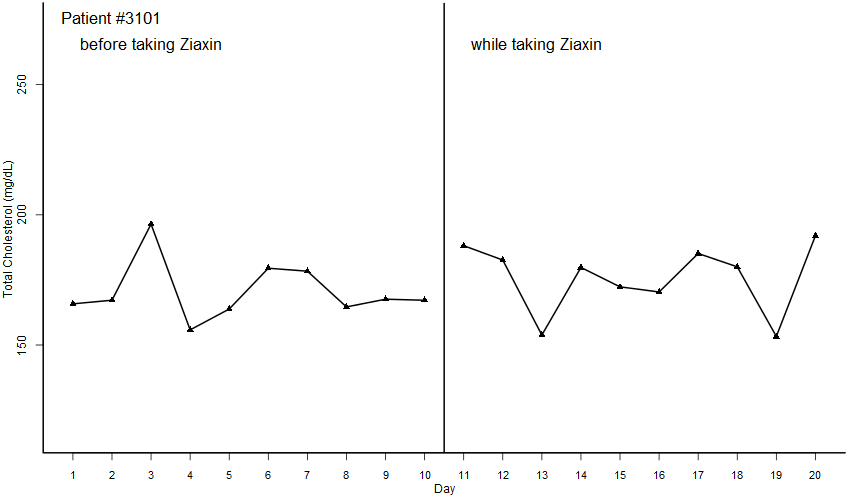 Patient #3101
before taking Ziaxin
while taking Ziaxin
Total Cholesterol (mg/dL)
250
200
150
1 2 3 4 5 6 7 8 9 10 11 12 13 14 15 16 17 18 19 20
Day